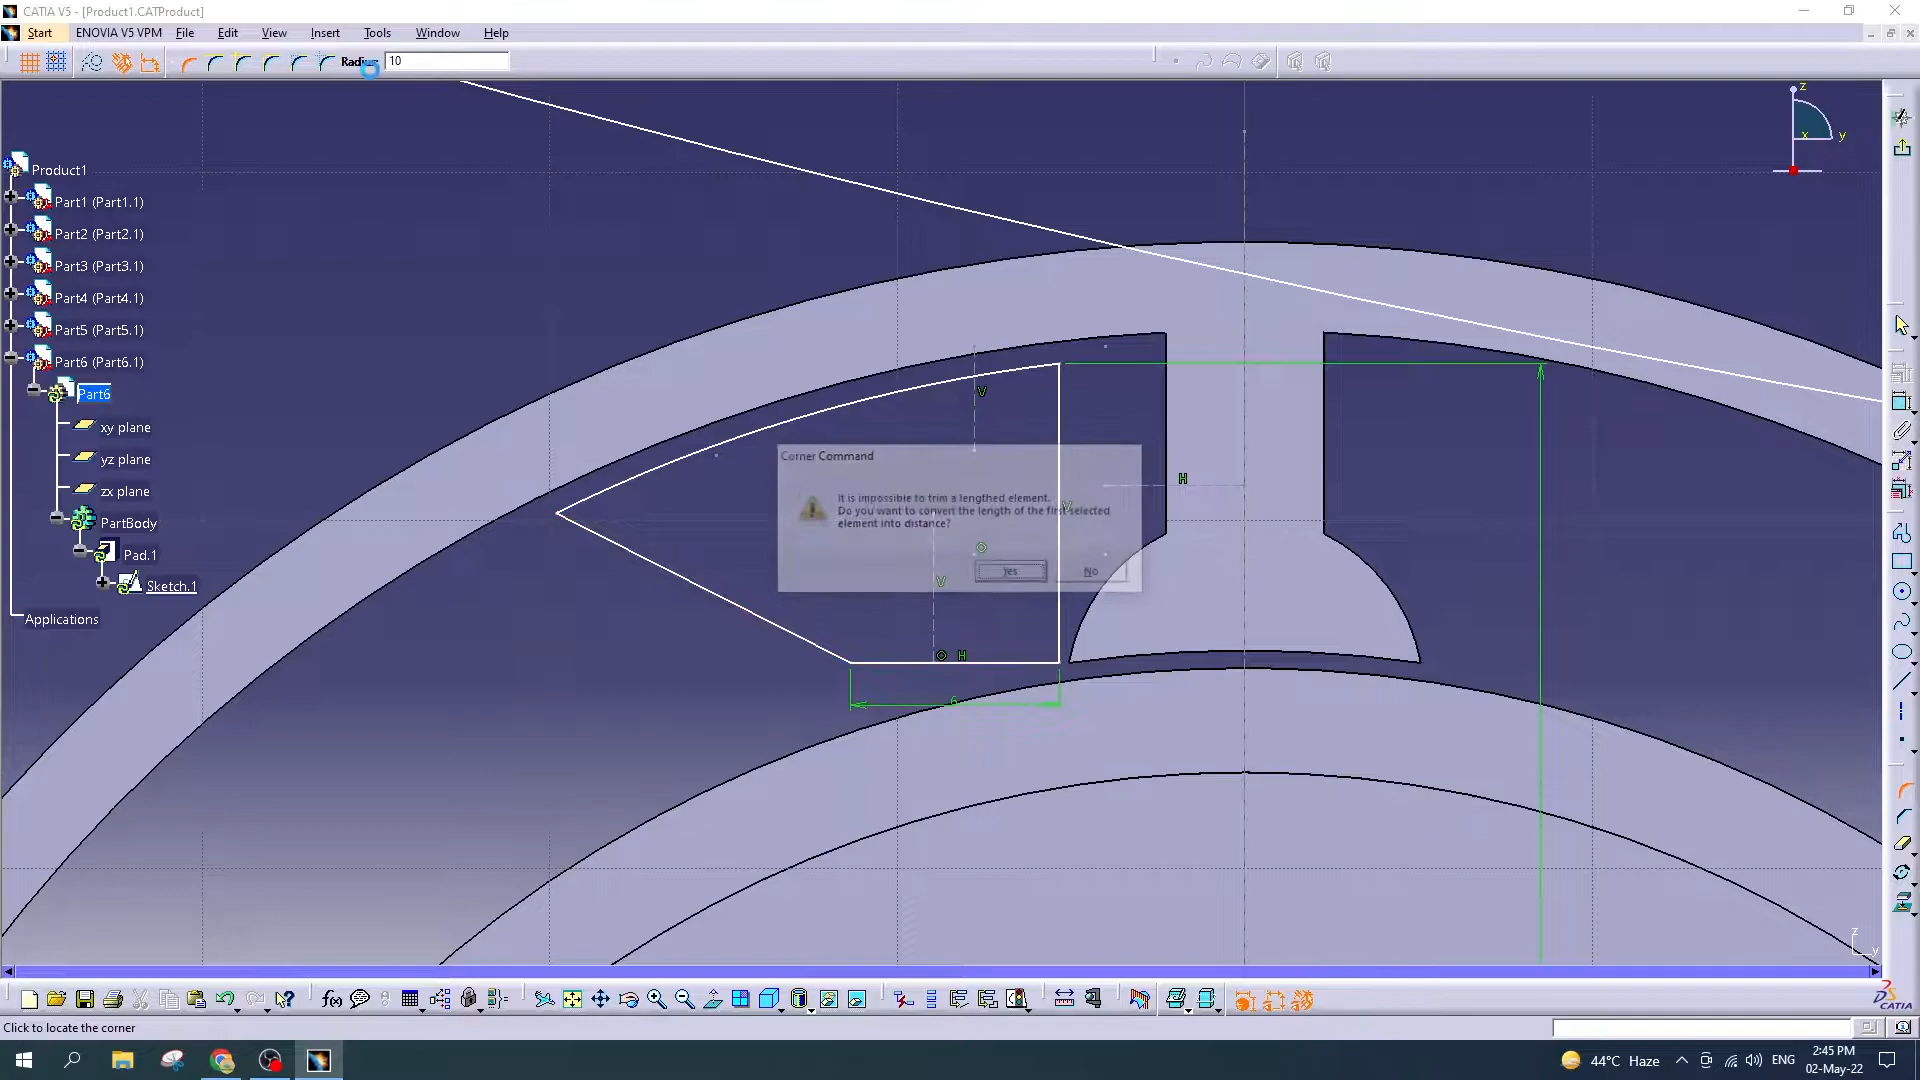 CATIA V5 - [Product1.CATProduct]
Start ENOVIA V5 VPM File Edit View Insert Tools Window Help
Radius: 10
z
x y
Product1
Part1 (Part1.1)
Part2 (Part2.1)
Part3 (Part3.1)
Part4 (Part4.1)
Part5 (Part5.1)
Part6 (Part6.1)
Part6
xy plane
yz plane
zx plane
PartBody
Pad.1
Sketch.1
Applications
V
H
Corner Command
It is impossible to trim a lengthed element.
Do you want to convert the length of the first selected
element into distance?
V
Yes No
V
H
6
z
y
f(x)
CATIA
Click to locate the corner
44°C Haze
ENG
2:45 PM
02-May-22